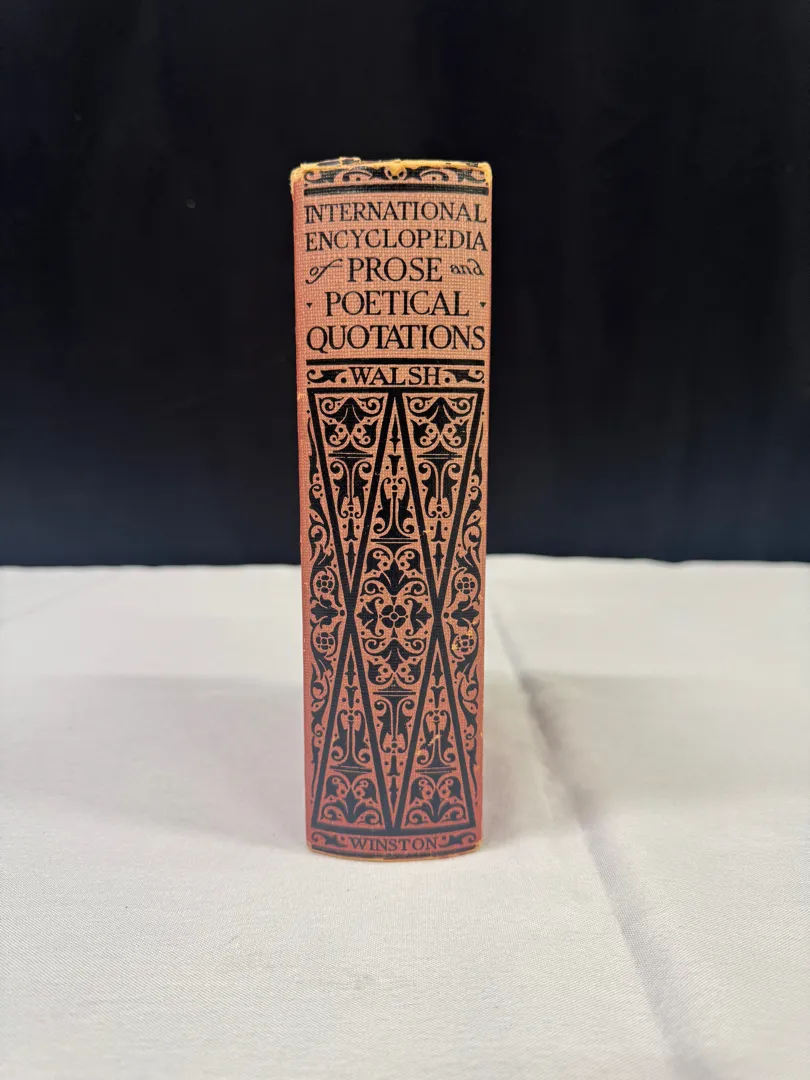 INTERNATIONAL
ENCYCLOPEDIA
of PROSE and
POETICAL
QUOTATIONS
WALSH
WINSTON